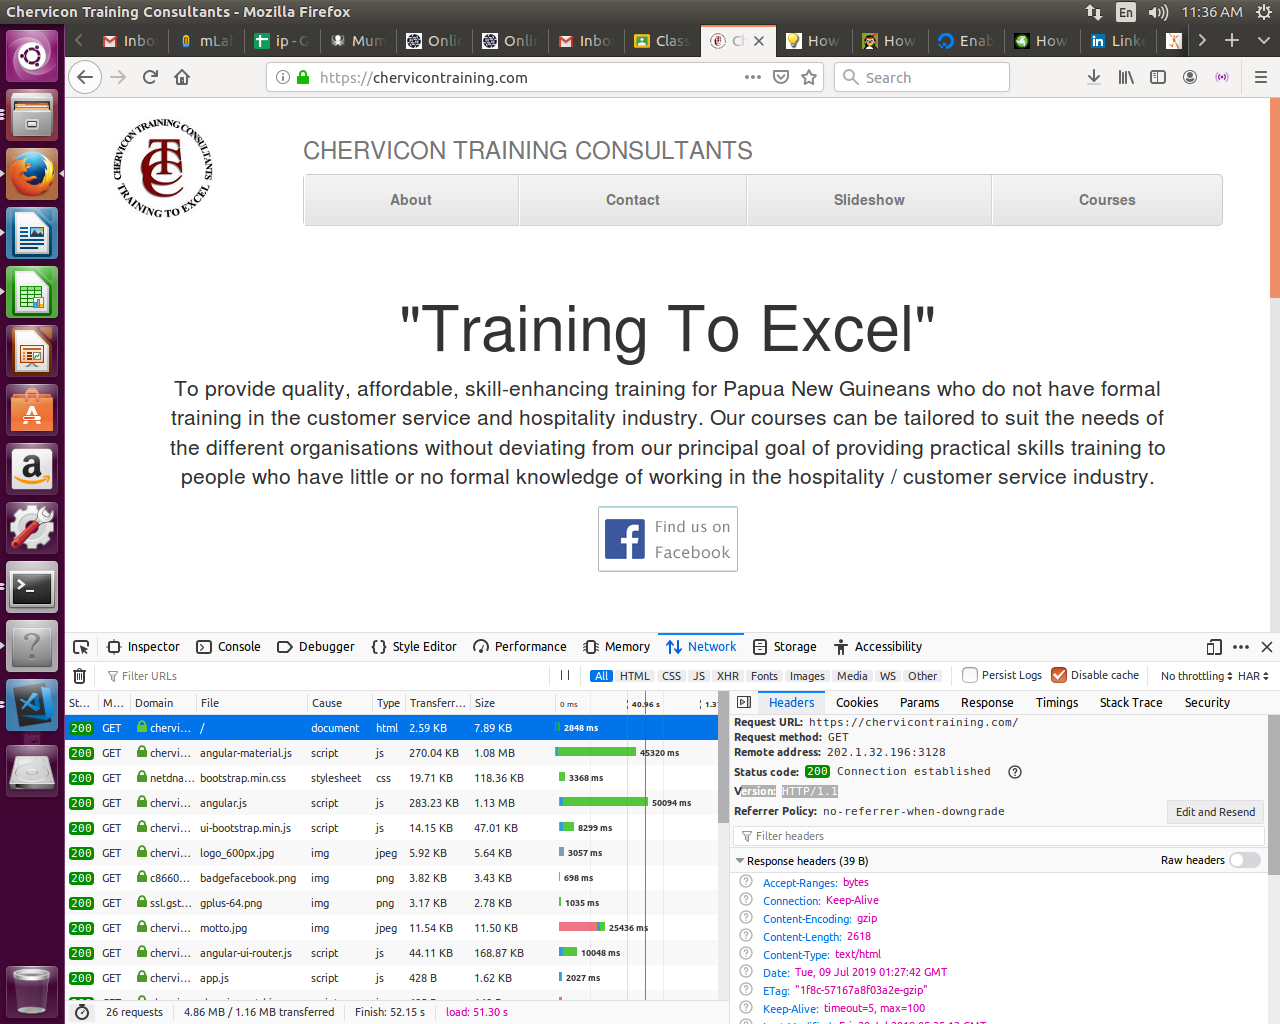 Chervicon Training Consultants - Mozilla Firefox
En
11:36 AM
Inbo
mLa
ip - G
Mum
Onlin
Onlin
Inbo
Class
Ch
How
How
Enab
How
Linke
https://chervicontraining.com
Search
CHERVICON TRAINING CONSULTANTS
TRAINING TO EXCEL
CHERVICON TRAINING CONSULTANTS
About
Contact
Slideshow
Courses
"Training To Excel"
To provide quality, affordable, skill-enhancing training for Papua New Guineans who do not have formal
training in the customer service and hospitality industry. Our courses can be tailored to suit the needs of
the different organisations without deviating from our principal goal of providing practical skills training to
people who have little or no formal knowledge of working in the hospitality / customer service industry.
Find us on
Facebook
Inspector Console Debugger Style Editor Performance Memory Network Storage Accessibility
Filter URLs
All HTML CSS JS XHR Fonts Images Media WS Other
Persist Logs
Disable cache
No throttling
HAR
St... M... Domain File Cause Type Transferr... Size 0 ms 40.96 s
200 GET chervi... / document html 2.59 KB 7.89 KB 2848 ms
200 GET chervi... angular-material.js script js 270.04 KB 1.08 MB 45320 ms
200 GET netdna... bootstrap.min.css stylesheet css 19.71 KB 118.36 KB 3368 ms
200 GET chervi... angular.js script js 283.23 KB 1.13 MB 50094 ms
200 GET chervi... ui-bootstrap.min.js script js 14.15 KB 47.01 KB 8299 ms
200 GET chervi... logo_600px.jpg img jpeg 5.92 KB 5.64 KB 3057 ms
200 GET c8660... badgefacebook.png img png 3.82 KB 3.43 KB 698 ms
200 GET ssl.gst... gplus-64.png img png 3.17 KB 2.78 KB 1035 ms
200 GET chervi... motto.jpg img jpeg 11.54 KB 11.50 KB 25436 ms
200 GET chervi... angular-ui-router.js script js 44.11 KB 168.87 KB 10048 ms
200 GET chervi... app.js script js 428 B 1.62 KB 2027 ms
26 requests 4.86 MB / 1.16 MB transferred Finish: 52.15 s load: 51.30 s
Headers Cookies Params Response Timings Stack Trace Security
Request URL: https://chervicontraining.com/
Request method: GET
Remote address: 202.1.32.196:3128
Status code: 200 Connection established
Version: HTTP/1.1
Referrer Policy: no-referrer-when-downgrade
Edit and Resend
Filter headers
Response headers (39 B)
Raw headers
Accept-Ranges: bytes
Connection: Keep-Alive
Content-Encoding: gzip
Content-Length: 2618
Content-Type: text/html
Date: Tue, 09 Jul 2019 01:27:42 GMT
ETag: "1f8c-57167a8f03a2e-gzip"
Keep-Alive: timeout=5, max=100